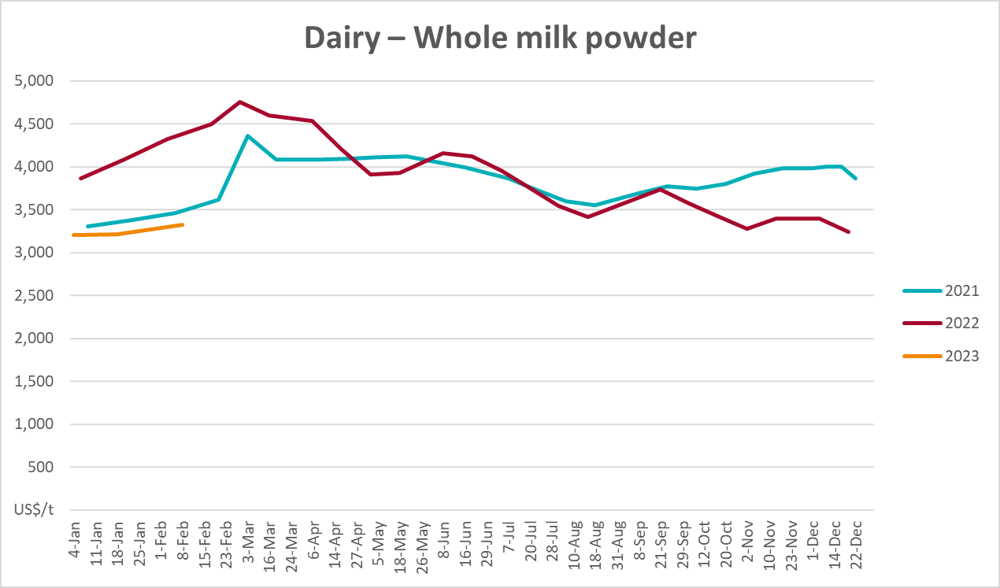 Dairy – Whole milk powder
5,000
4,500
4,000
3,500
3,000
2,500
2,000
1,500
1,000
500
US$/t
4-Jan
11-Jan
18-Jan
25-Jan
1-Feb
8-Feb
15-Feb
23-Feb
3-Mar
16-Mar
24-Mar
6-Apr
14-Apr
27-Apr
5-May
18-May
26-May
8-Jun
16-Jun
29-Jun
7-Jul
20-Jul
28-Jul
10-Aug
18-Aug
31-Aug
8-Sep
21-Sep
29-Sep
12-Oct
20-Oct
2-Nov
10-Nov
23-Nov
1-Dec
14-Dec
22-Dec
2021
2022
2023